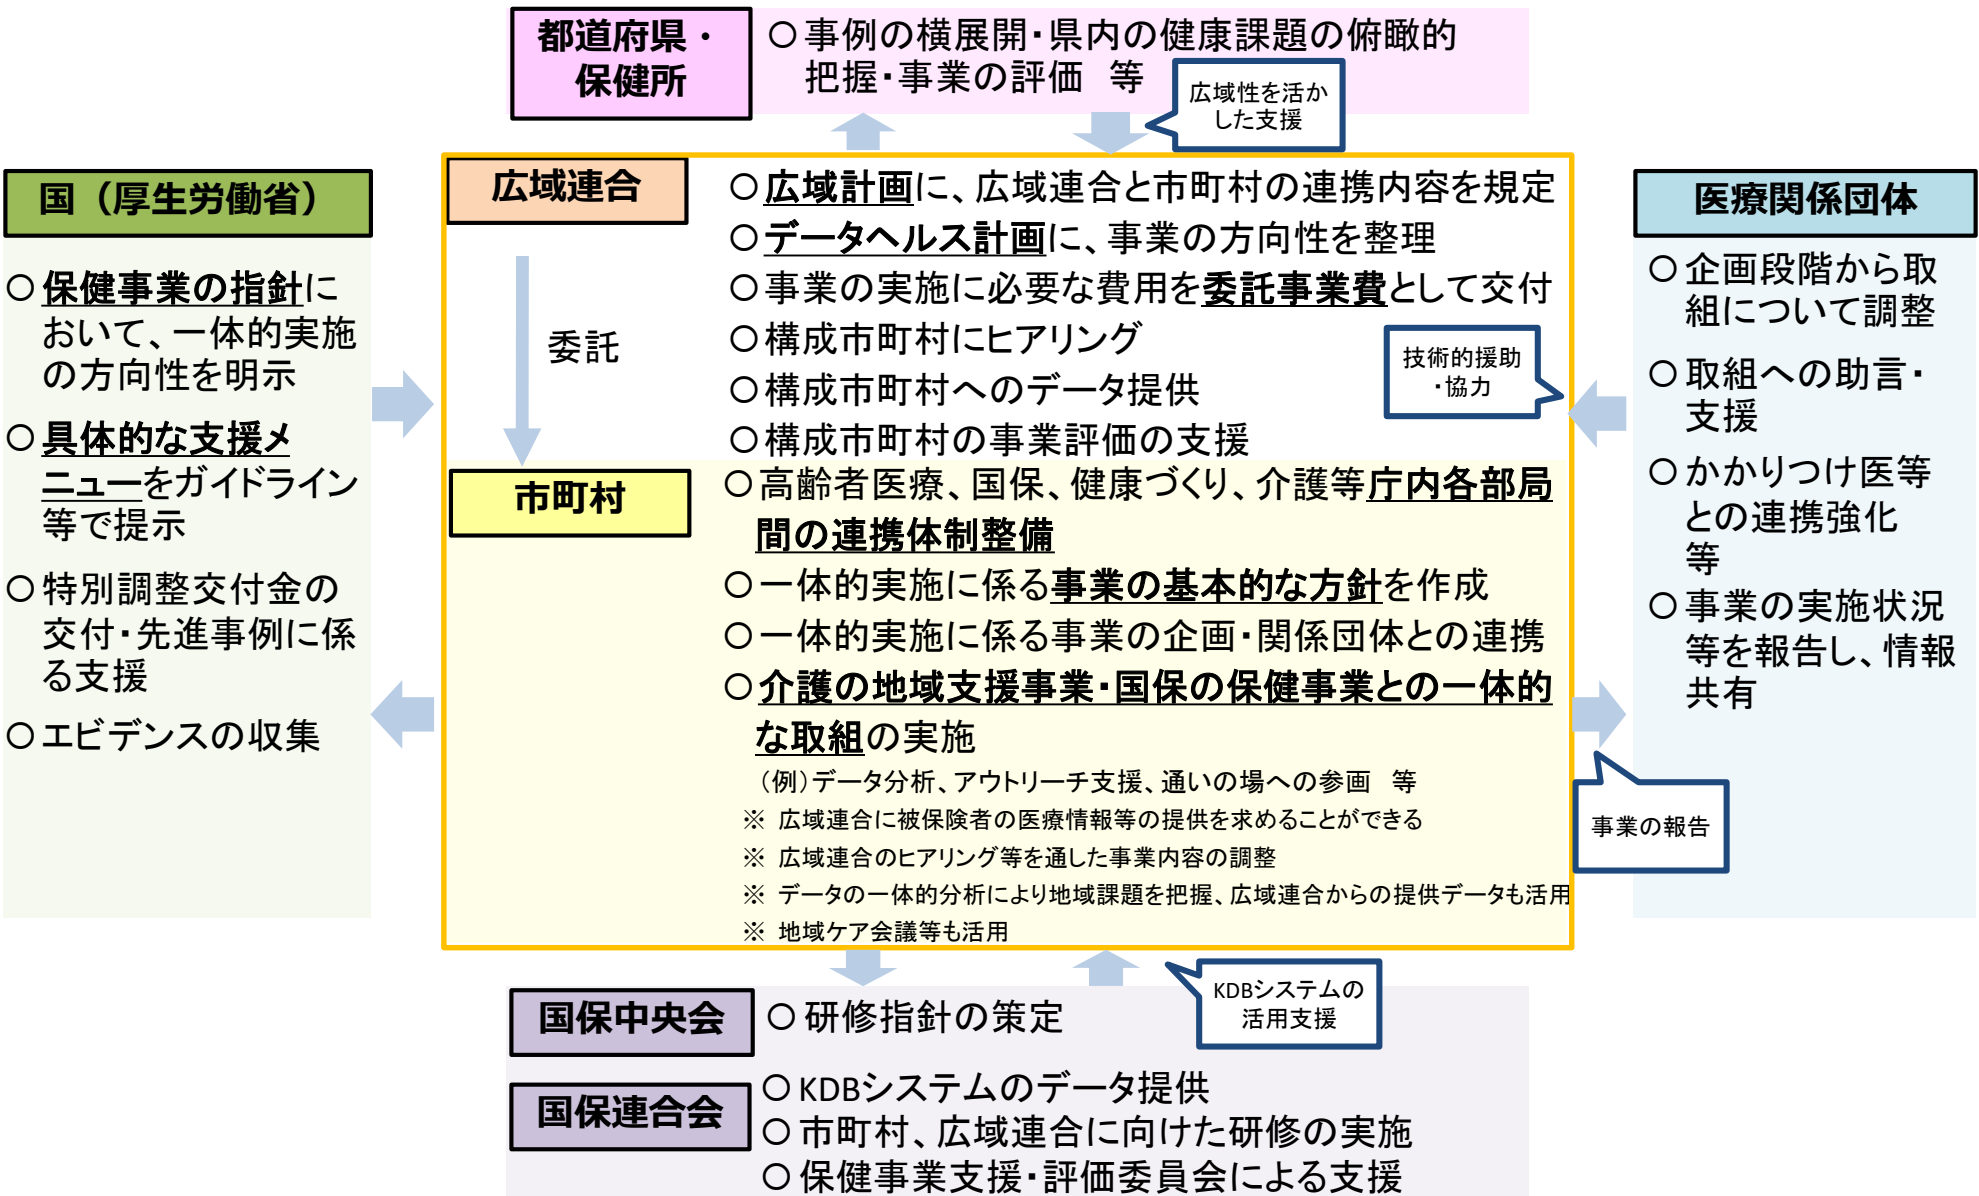 都道府県・
保健所
〇事例の横展開・県内の健康課題の俯瞰的
把握・事業の評価　等
広域性を活か
した支援
国（厚生労働省）
〇保健事業の指針に
おいて、一体的実施
の方向性を明示
〇具体的な支援メ
ニューをガイドライン
等で提示
〇特別調整交付金の
交付・先進事例に係
る支援
〇エビデンスの収集
広域連合
委託
〇広域計画に、広域連合と市町村の連携内容を規定
〇データヘルス計画に、事業の方向性を整理
〇事業の実施に必要な費用を委託事業費として交付
〇構成市町村にヒアリング
〇構成市町村へのデータ提供
〇構成市町村の事業評価の支援
技術的援助
・協力
市町村
〇高齢者医療、国保、健康づくり、介護等庁内各部局
間の連携体制整備
〇一体的実施に係る事業の基本的な方針を作成
〇一体的実施に係る事業の企画・関係団体との連携
〇介護の地域支援事業・国保の保健事業との一体的
な取組の実施
（例）データ分析、アウトリーチ支援、通いの場への参画　等
※ 広域連合に被保険者の医療情報等の提供を求めることができる
※ 広域連合のヒアリング等を通した事業内容の調整
※ データの一体的分析により地域課題を把握、広域連合からの提供データも活用
※ 地域ケア会議等も活用
医療関係団体
〇企画段階から取
組について調整
〇取組への助言・
支援
〇かかりつけ医等
との連携強化
等
〇事業の実施状況
等を報告し、情報
共有
事業の報告
国保中央会
〇研修指針の策定
KDBシステムの
活用支援
国保連合会
〇KDBシステムのデータ提供
〇市町村、広域連合に向けた研修の実施
〇保健事業支援・評価委員会による支援